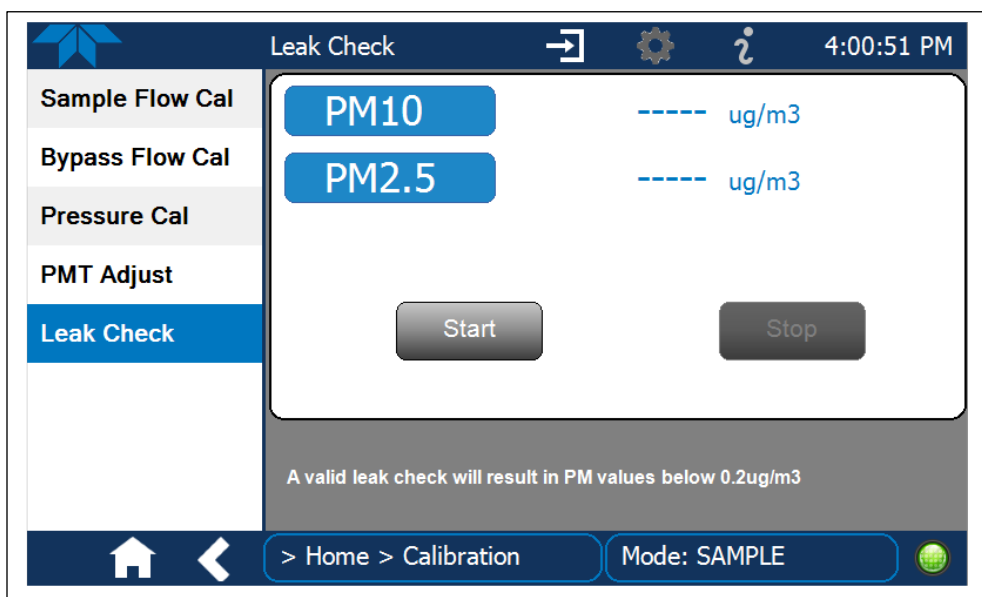 Leak Check
4:00:51 PM
Sample Flow Cal
Bypass Flow Cal
Pressure Cal
PMT Adjust
Leak Check
PM10 ----- ug/m3
PM2.5 ----- ug/m3
Start
Stop
A valid leak check will result in PM values below 0.2ug/m3
> Home > Calibration
Mode: SAMPLE